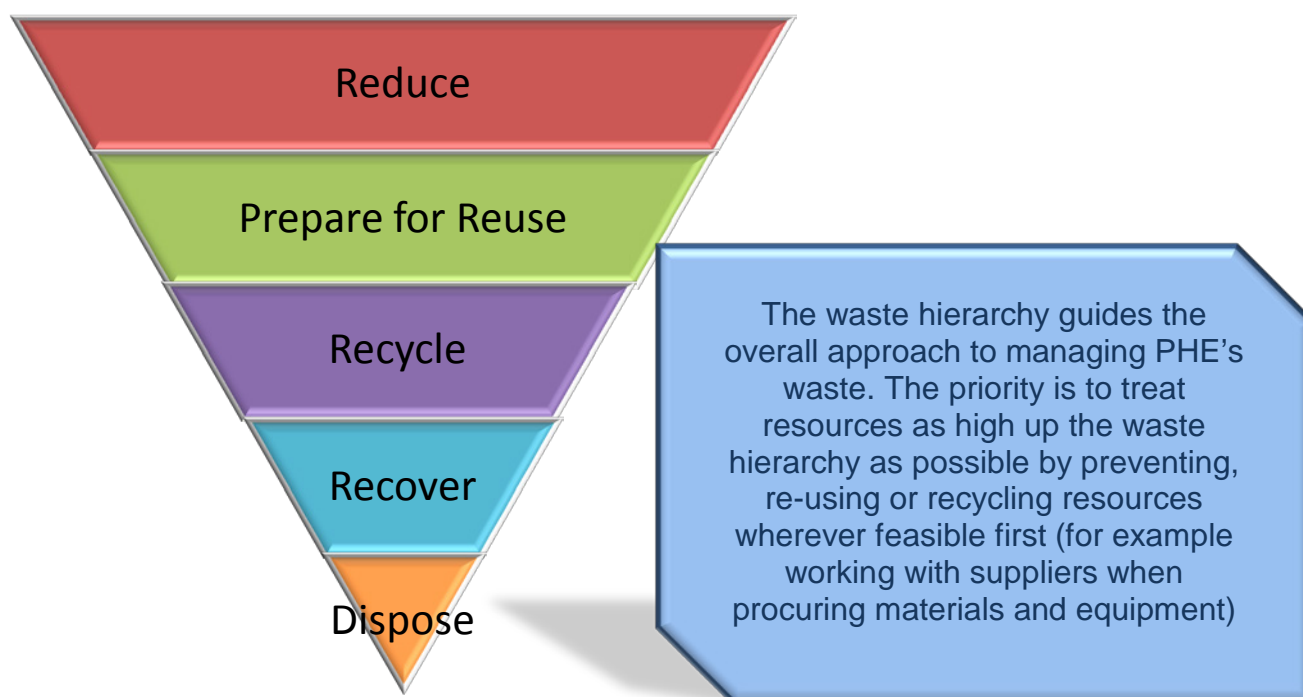 Reduce
Prepare for Reuse
Recycle
Recover
Dispose
The waste hierarchy guides the
overall approach to managing PHE’s
waste. The priority is to treat
resources as high up the waste
hierarchy as possible by preventing,
re-using or recycling resources
wherever feasible first (for example
working with suppliers when
procuring materials and equipment)